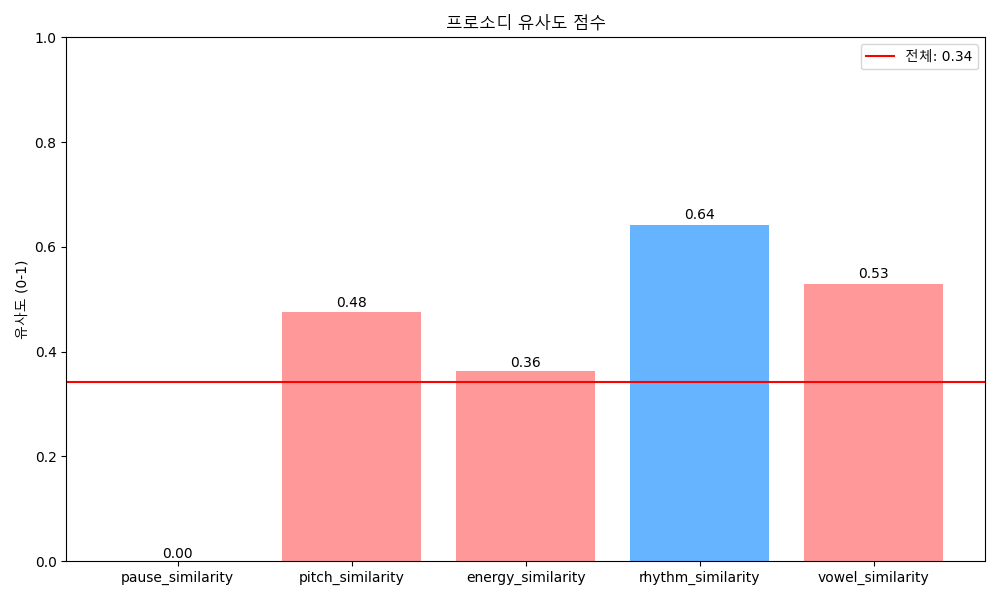 프로소디 유사도 점수
전체: 0.34
유사도 (0-1)
1.0
0.8
0.6
0.4
0.2
0.0
0.00
0.48
0.36
0.64
0.53
pause_similarity
pitch_similarity
energy_similarity
rhythm_similarity
vowel_similarity